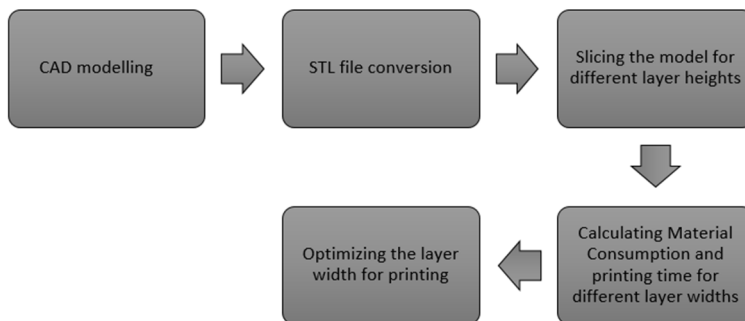 CAD modelling
STL file conversion
Slicing the model for
different layer heights
Calculating Material
Consumption and
printing time for
different layer widths
Optimizing the layer
width for printing